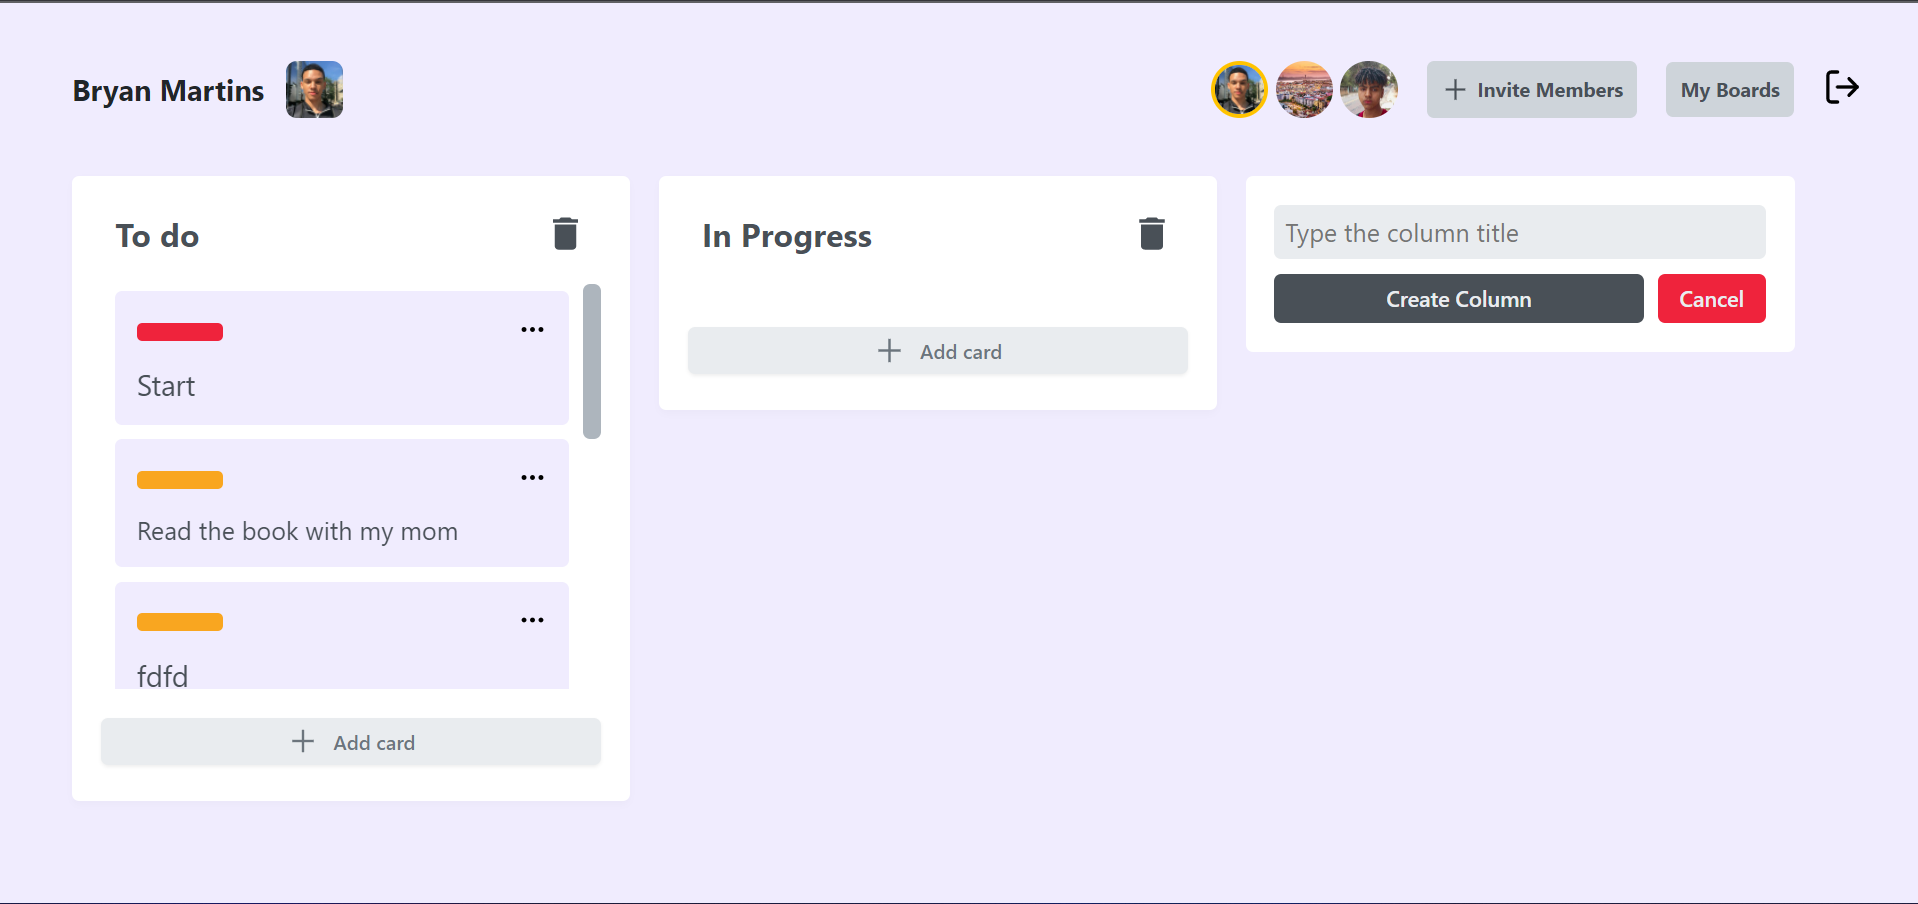 Bryan Martins
Invite Members
My Boards
To do
Start
Read the book with my mom
fdfd
Add card
In Progress
Add card
Type the column title
Create Column
Cancel